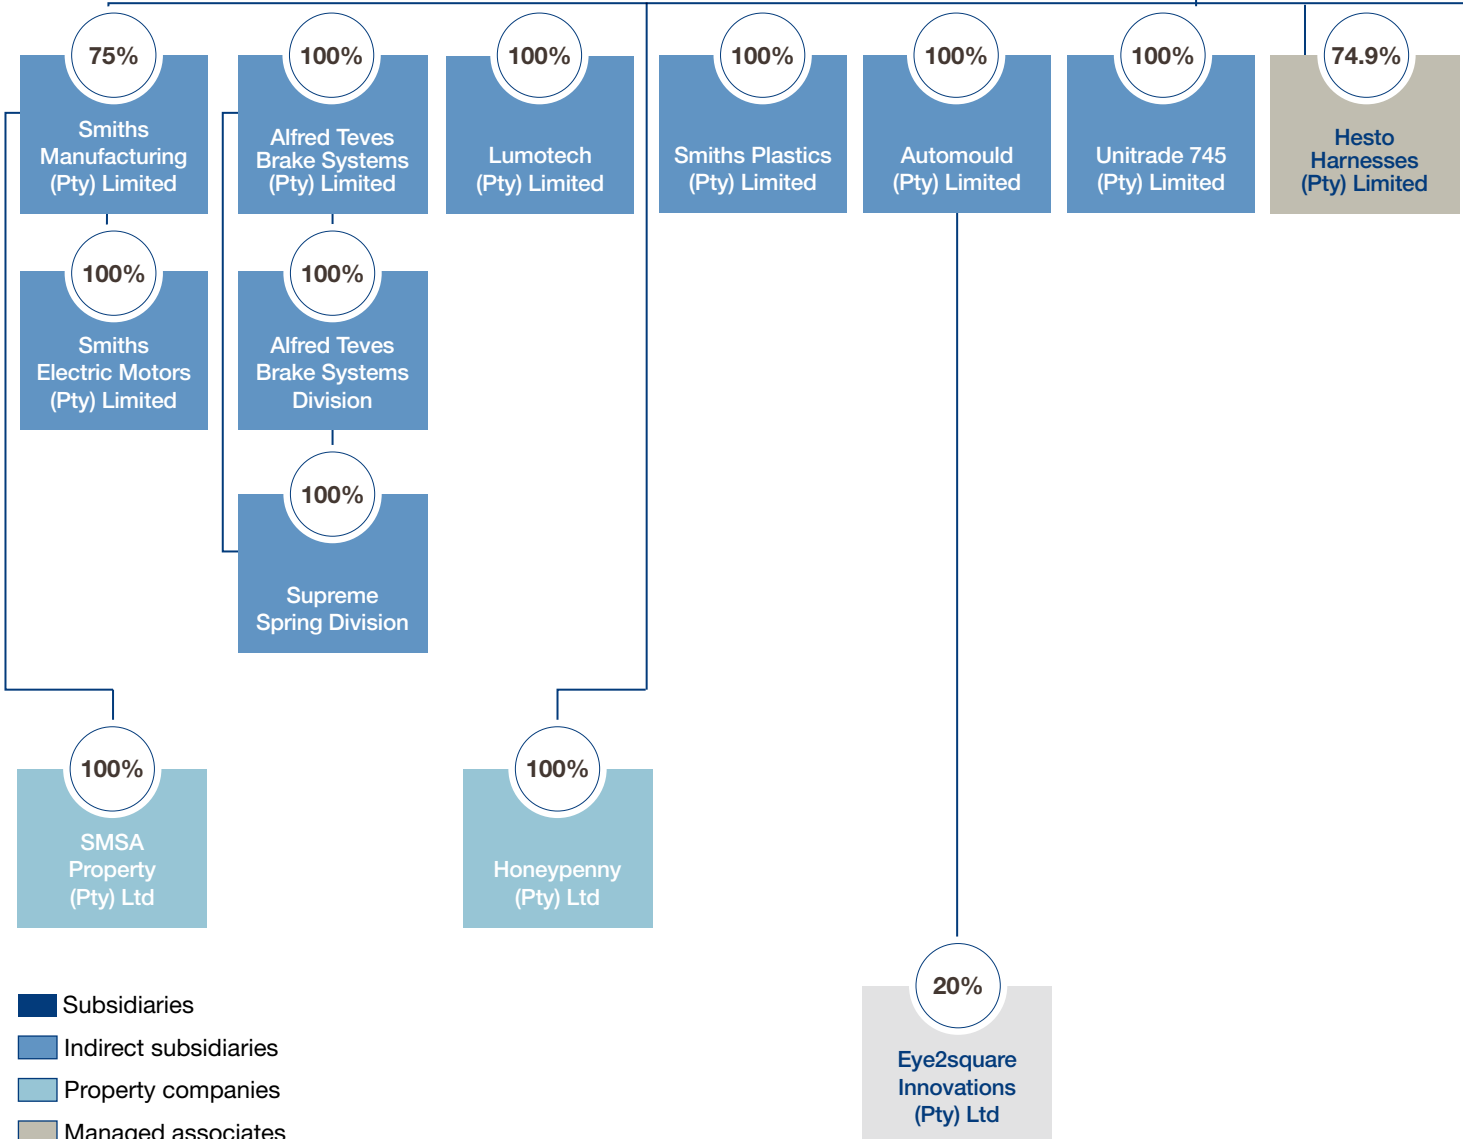 75%
Smiths
Manufacturing
(Pty) Limited
100%
Alfred Teves
Brake Systems
(Pty) Limited
100%
Lumotech
(Pty) Limited
100%
Smiths Plastics
(Pty) Limited
100%
Automould
(Pty) Limited
100%
Unitrade 745
(Pty) Limited
74.9%
Hesto
Harnesses
(Pty) Limited
100%
Smiths
Electric Motors
(Pty) Limited
100%
Alfred Teves
Brake Systems
Division
100%
Supreme
Spring Division
100%
SMSA
Property
(Pty) Ltd
100%
Honeypenny
(Pty) Ltd
20%
Eye2square
Innovations
(Pty) Ltd
Subsidiaries
Indirect subsidiaries
Property companies
Managed associates